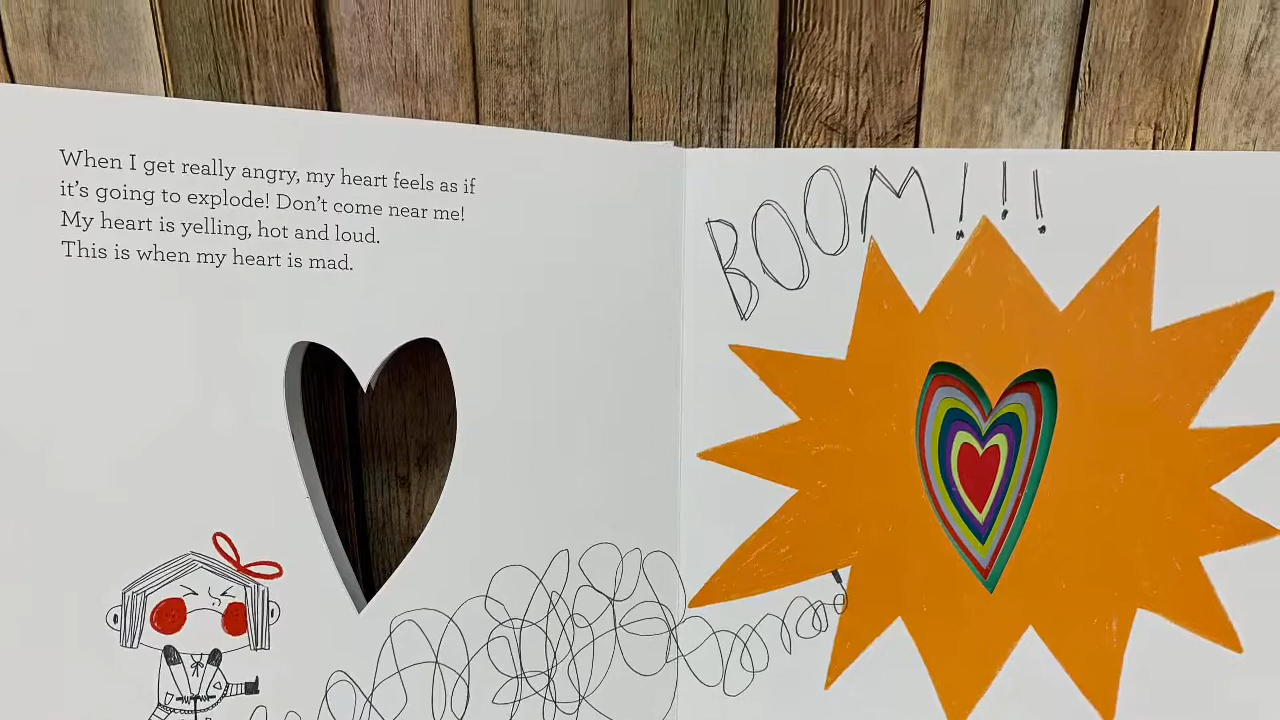 When I get really angry, my heart feels as if
it's going to explode! Don't come near me!
My heart is yelling, hot and loud.
This is when my heart is mad.
BOOM!!!